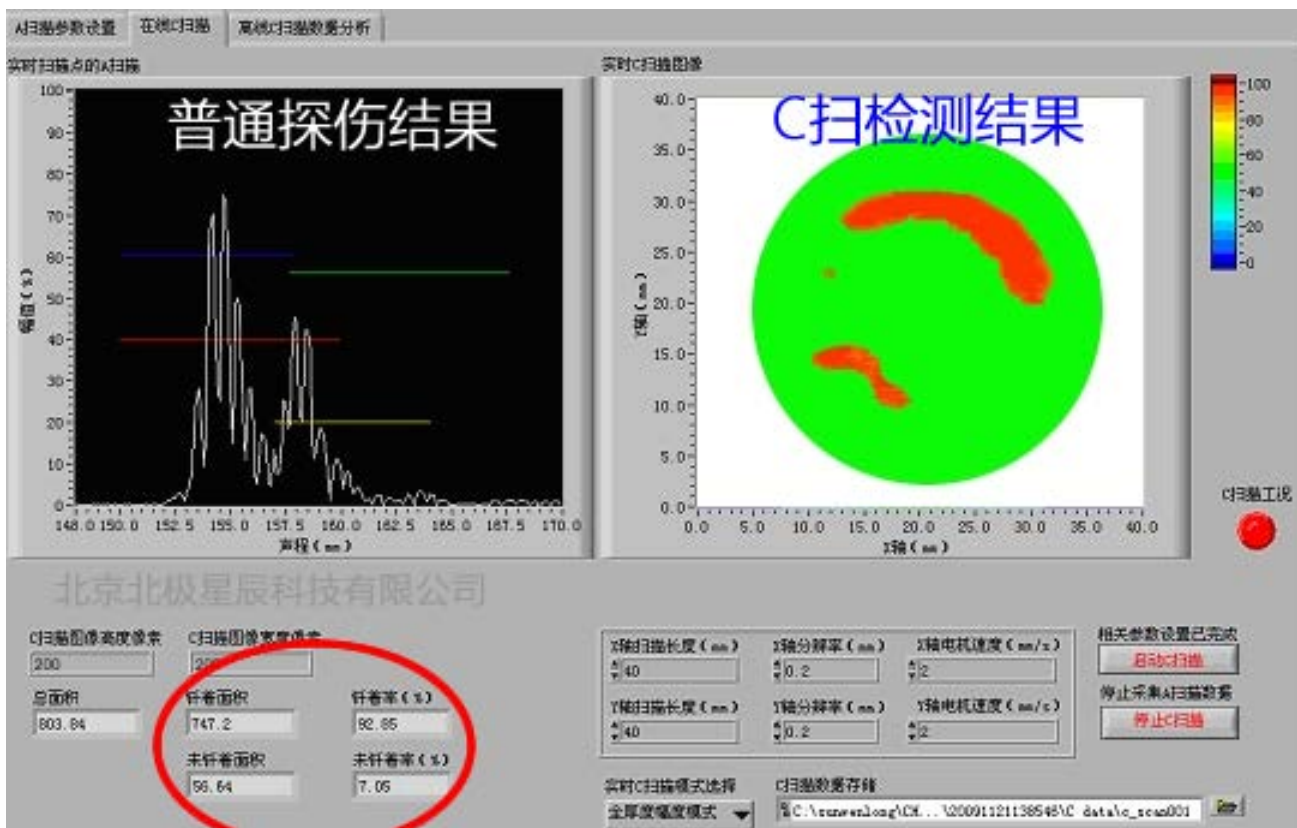 A扫描参数设置 在线C扫描 离线C扫描数据分析
实时扫描点的A扫描
普通探伤结果
幅值(%)
100
90
80
70
60
50
40
30
20
10
0
148.0 150.0 152.5 155.0 157.5 160.0 162.5 165.0 167.5 170.0
声程(mm)
实时C扫描图像
C扫检测结果
Y轴(mm)
40.0
35.0
30.0
25.0
20.0
15.0
10.0
5.0
0.0
0.0 5.0 10.0 15.0 20.0 25.0 30.0 35.0 40.0
X轴(mm)
100
80
60
40
20
0
C扫描工况
北京北极星辰科技有限公司
C扫描图像高度像素 C扫描图像宽度像素
200 200
总面积 钎着面积 钎着率(%)
803.84 747.2 92.85
未钎着面积 未钎着率(%)
56.64 7.05
X轴扫描长度(mm) X轴分辨率(mm) X轴电机速度(mm/s)
40 0.2 2
Y轴扫描长度(mm) Y轴分辨率(mm) Y轴电机速度(mm/s)
40 0.2 2
相关参数设置已完成
启动C扫描
停止采集A扫描数据
停止C扫描
实时C扫描模式选择 C扫描数据存储
全厚度幅度模式 C:\sunwenlong\CH...\20091121138546\C data\c_scan001